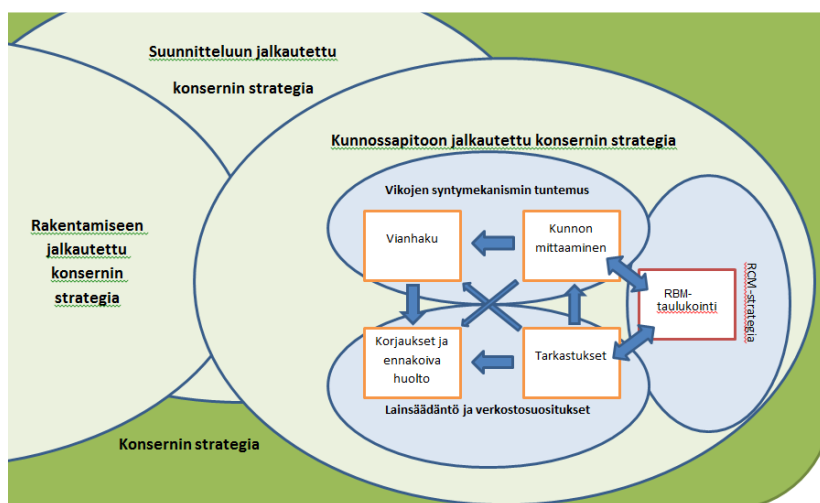 Suunnitteluun jalkautettu
konsernin strategia
Kunnossapitoon jalkautettu konsernin strategia
Rakentamiseen
jalkautettu
konsernin
strategia
Vikojen syntymekanismin tuntemus
Vianhaku
Kunnon
mittaaminen
RBM-
taulukointi
RCM-strategia
Korjaukset ja
ennakoiva
huolto
Tarkastukset
Lainsäädäntö ja verkostosuositukset
Konsernin strategia